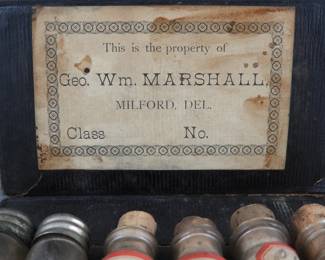 This is the property of
Geo. Wm. MARSHALL,
MILFORD, DEL.
Class No.